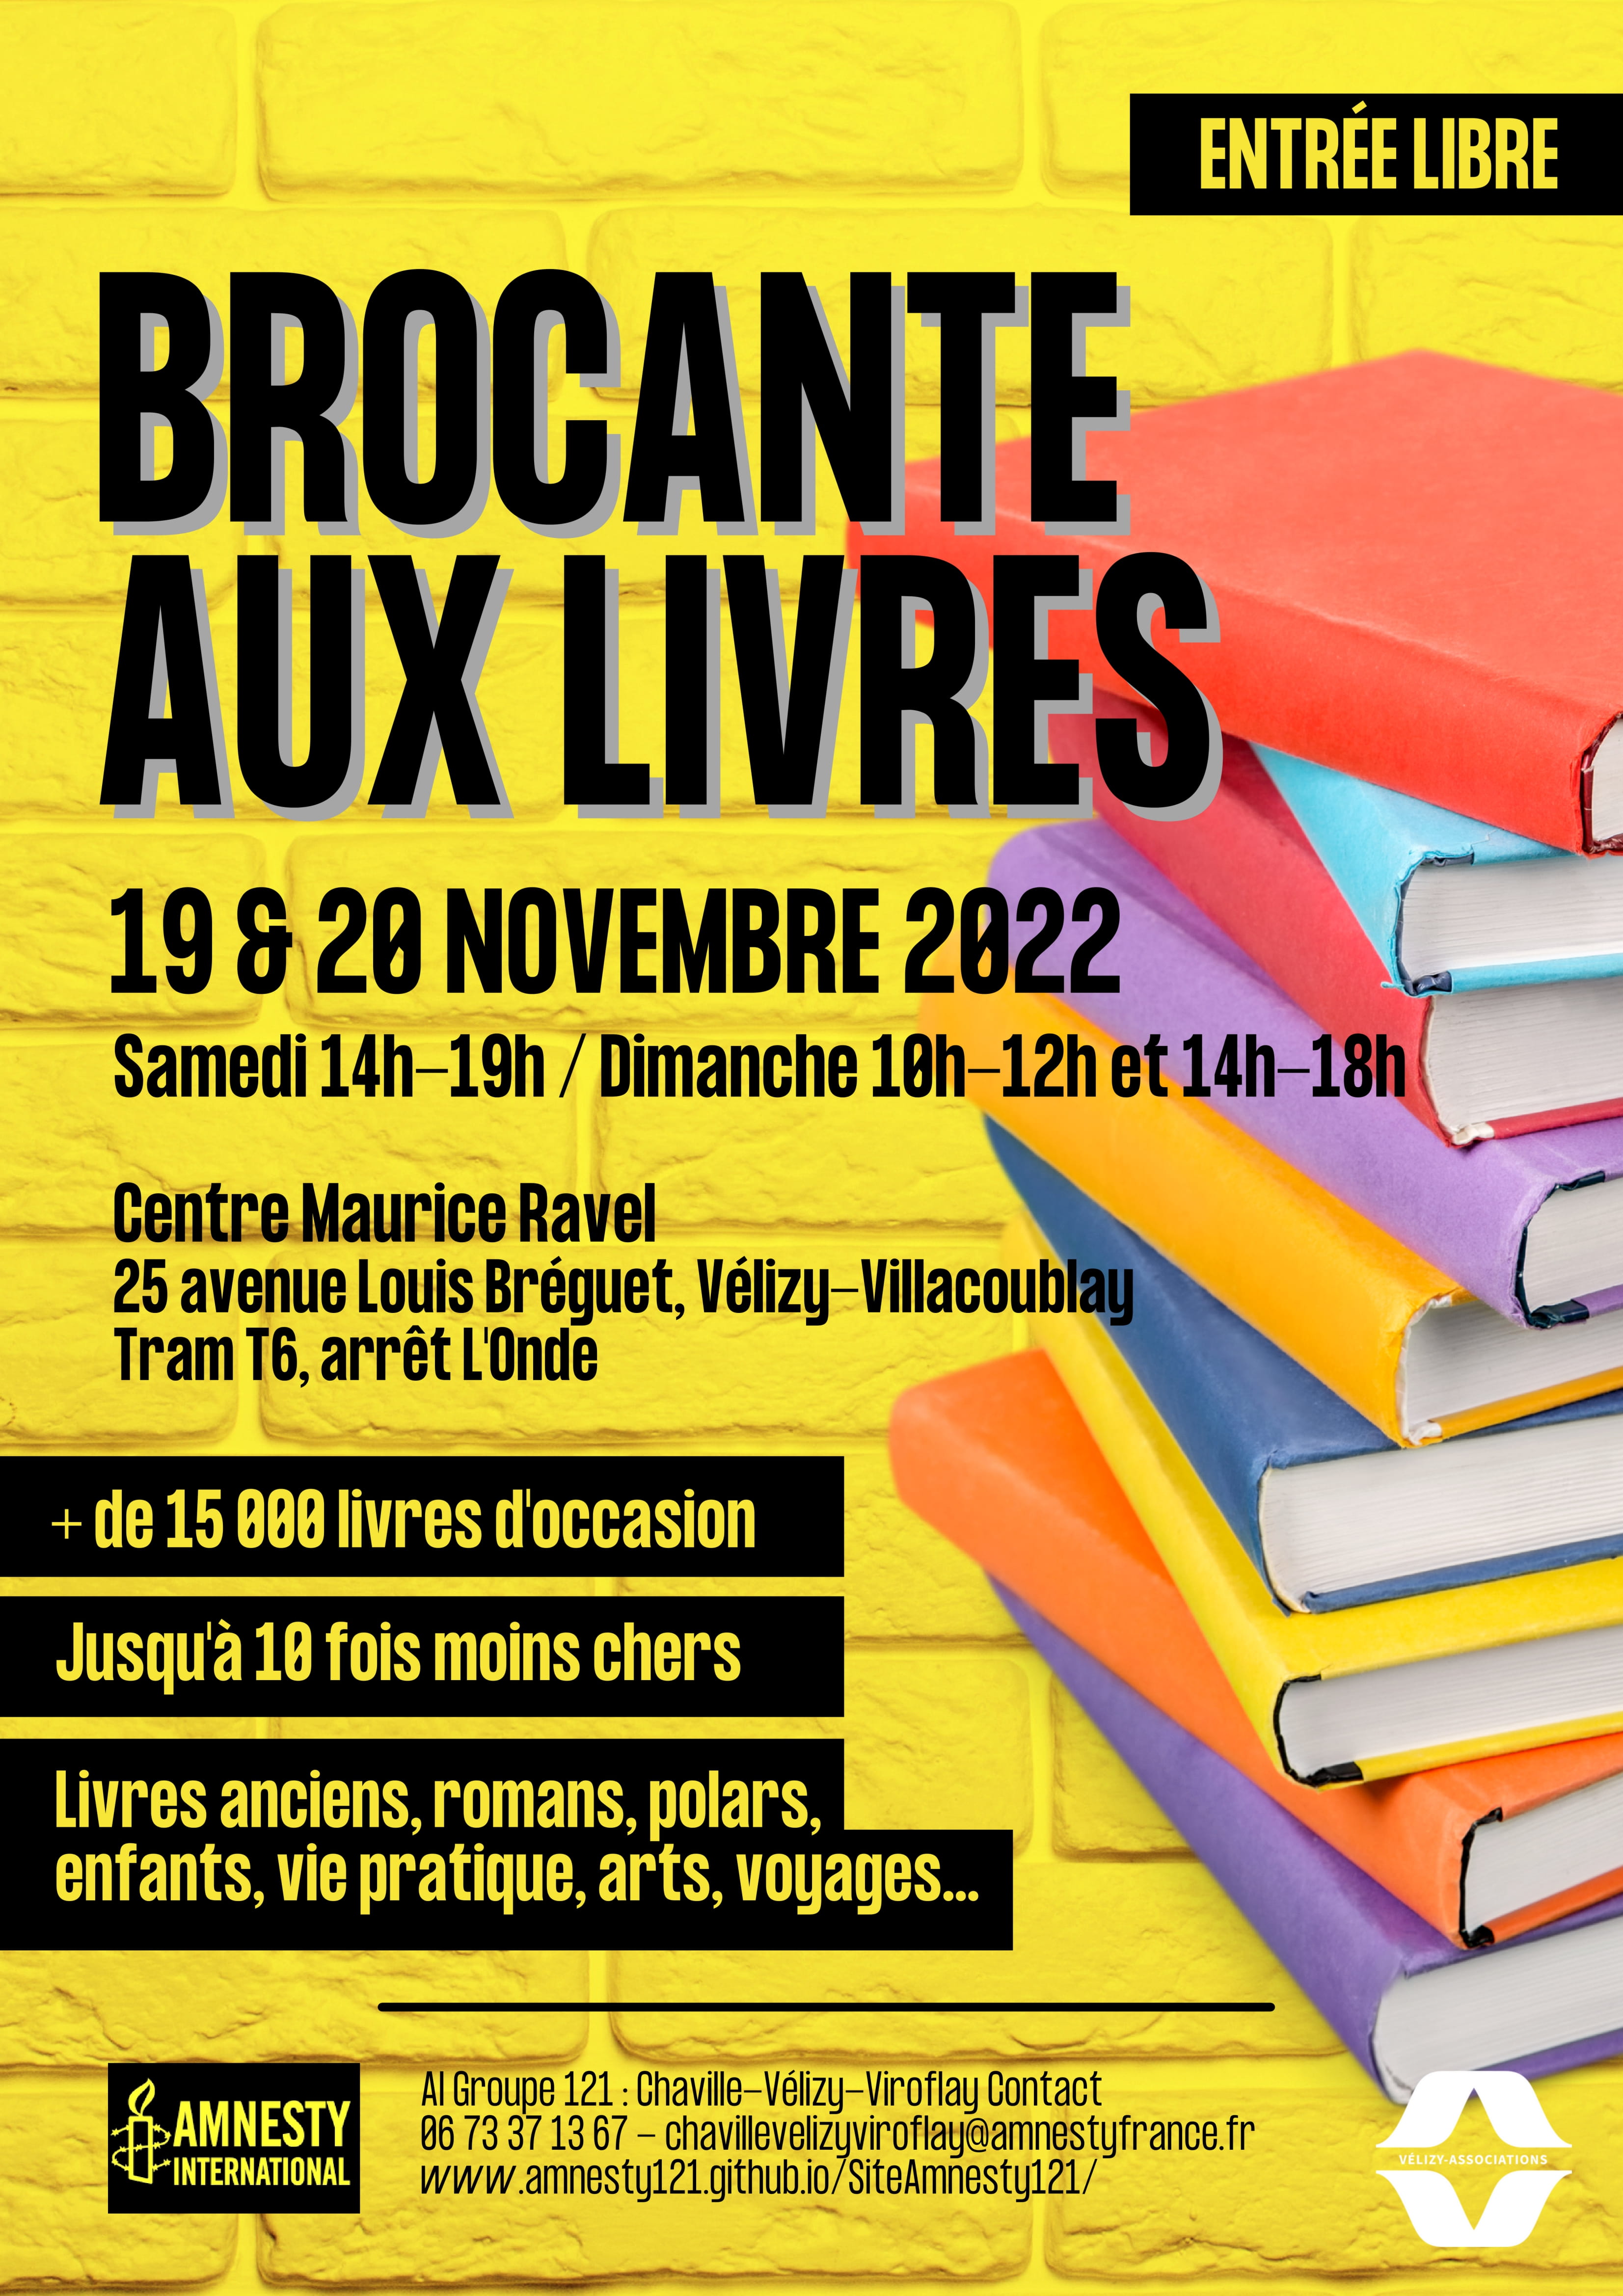 ENTRÉE LIBRE
BROCANTE
AUX LIVRES
19 & 20 NOVEMBRE 2022
Samedi 14h–19h / Dimanche 10h–12h et 14h–18h
Centre Maurice Ravel
25 avenue Louis Bréguet, Vélizy–Villacoublay
Tram T6, arrêt L'Onde
+ de 15 000 livres d'occasion
Jusqu'à 10 fois moins chers
Livres anciens, romans, polars,
enfants, vie pratique, arts, voyages...
AMNESTY
INTERNATIONAL
AI Groupe 121 : Chaville–Vélizy–Viroflay Contact
06 73 37 13 67 – chavillevelizyviroflay@amnestyfrance.fr
www.amnesty121.github.io/SiteAmnesty121/
VÉLIZY-ASSOCIATIONS